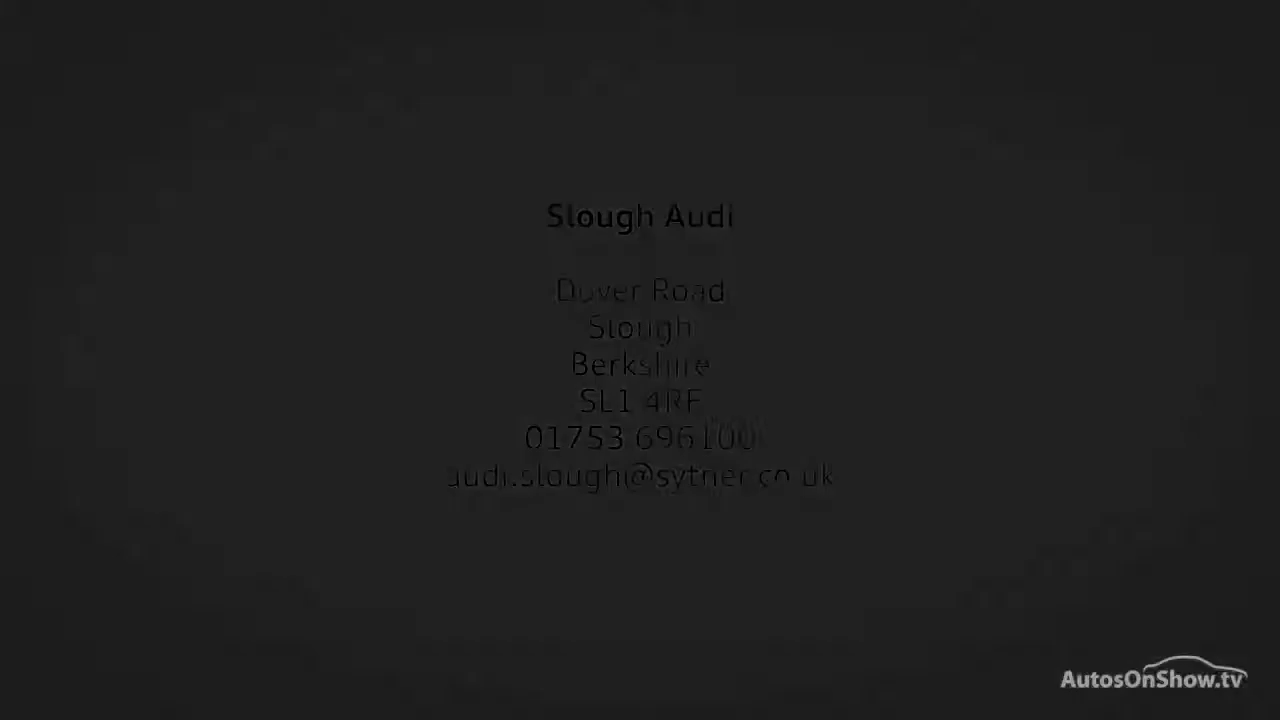 Slough Audi
Dover Road
Slough
Berkshire
SL1 4RF
01753 696100
audi.slough@sytner.co.uk
AutosOnShow.tv